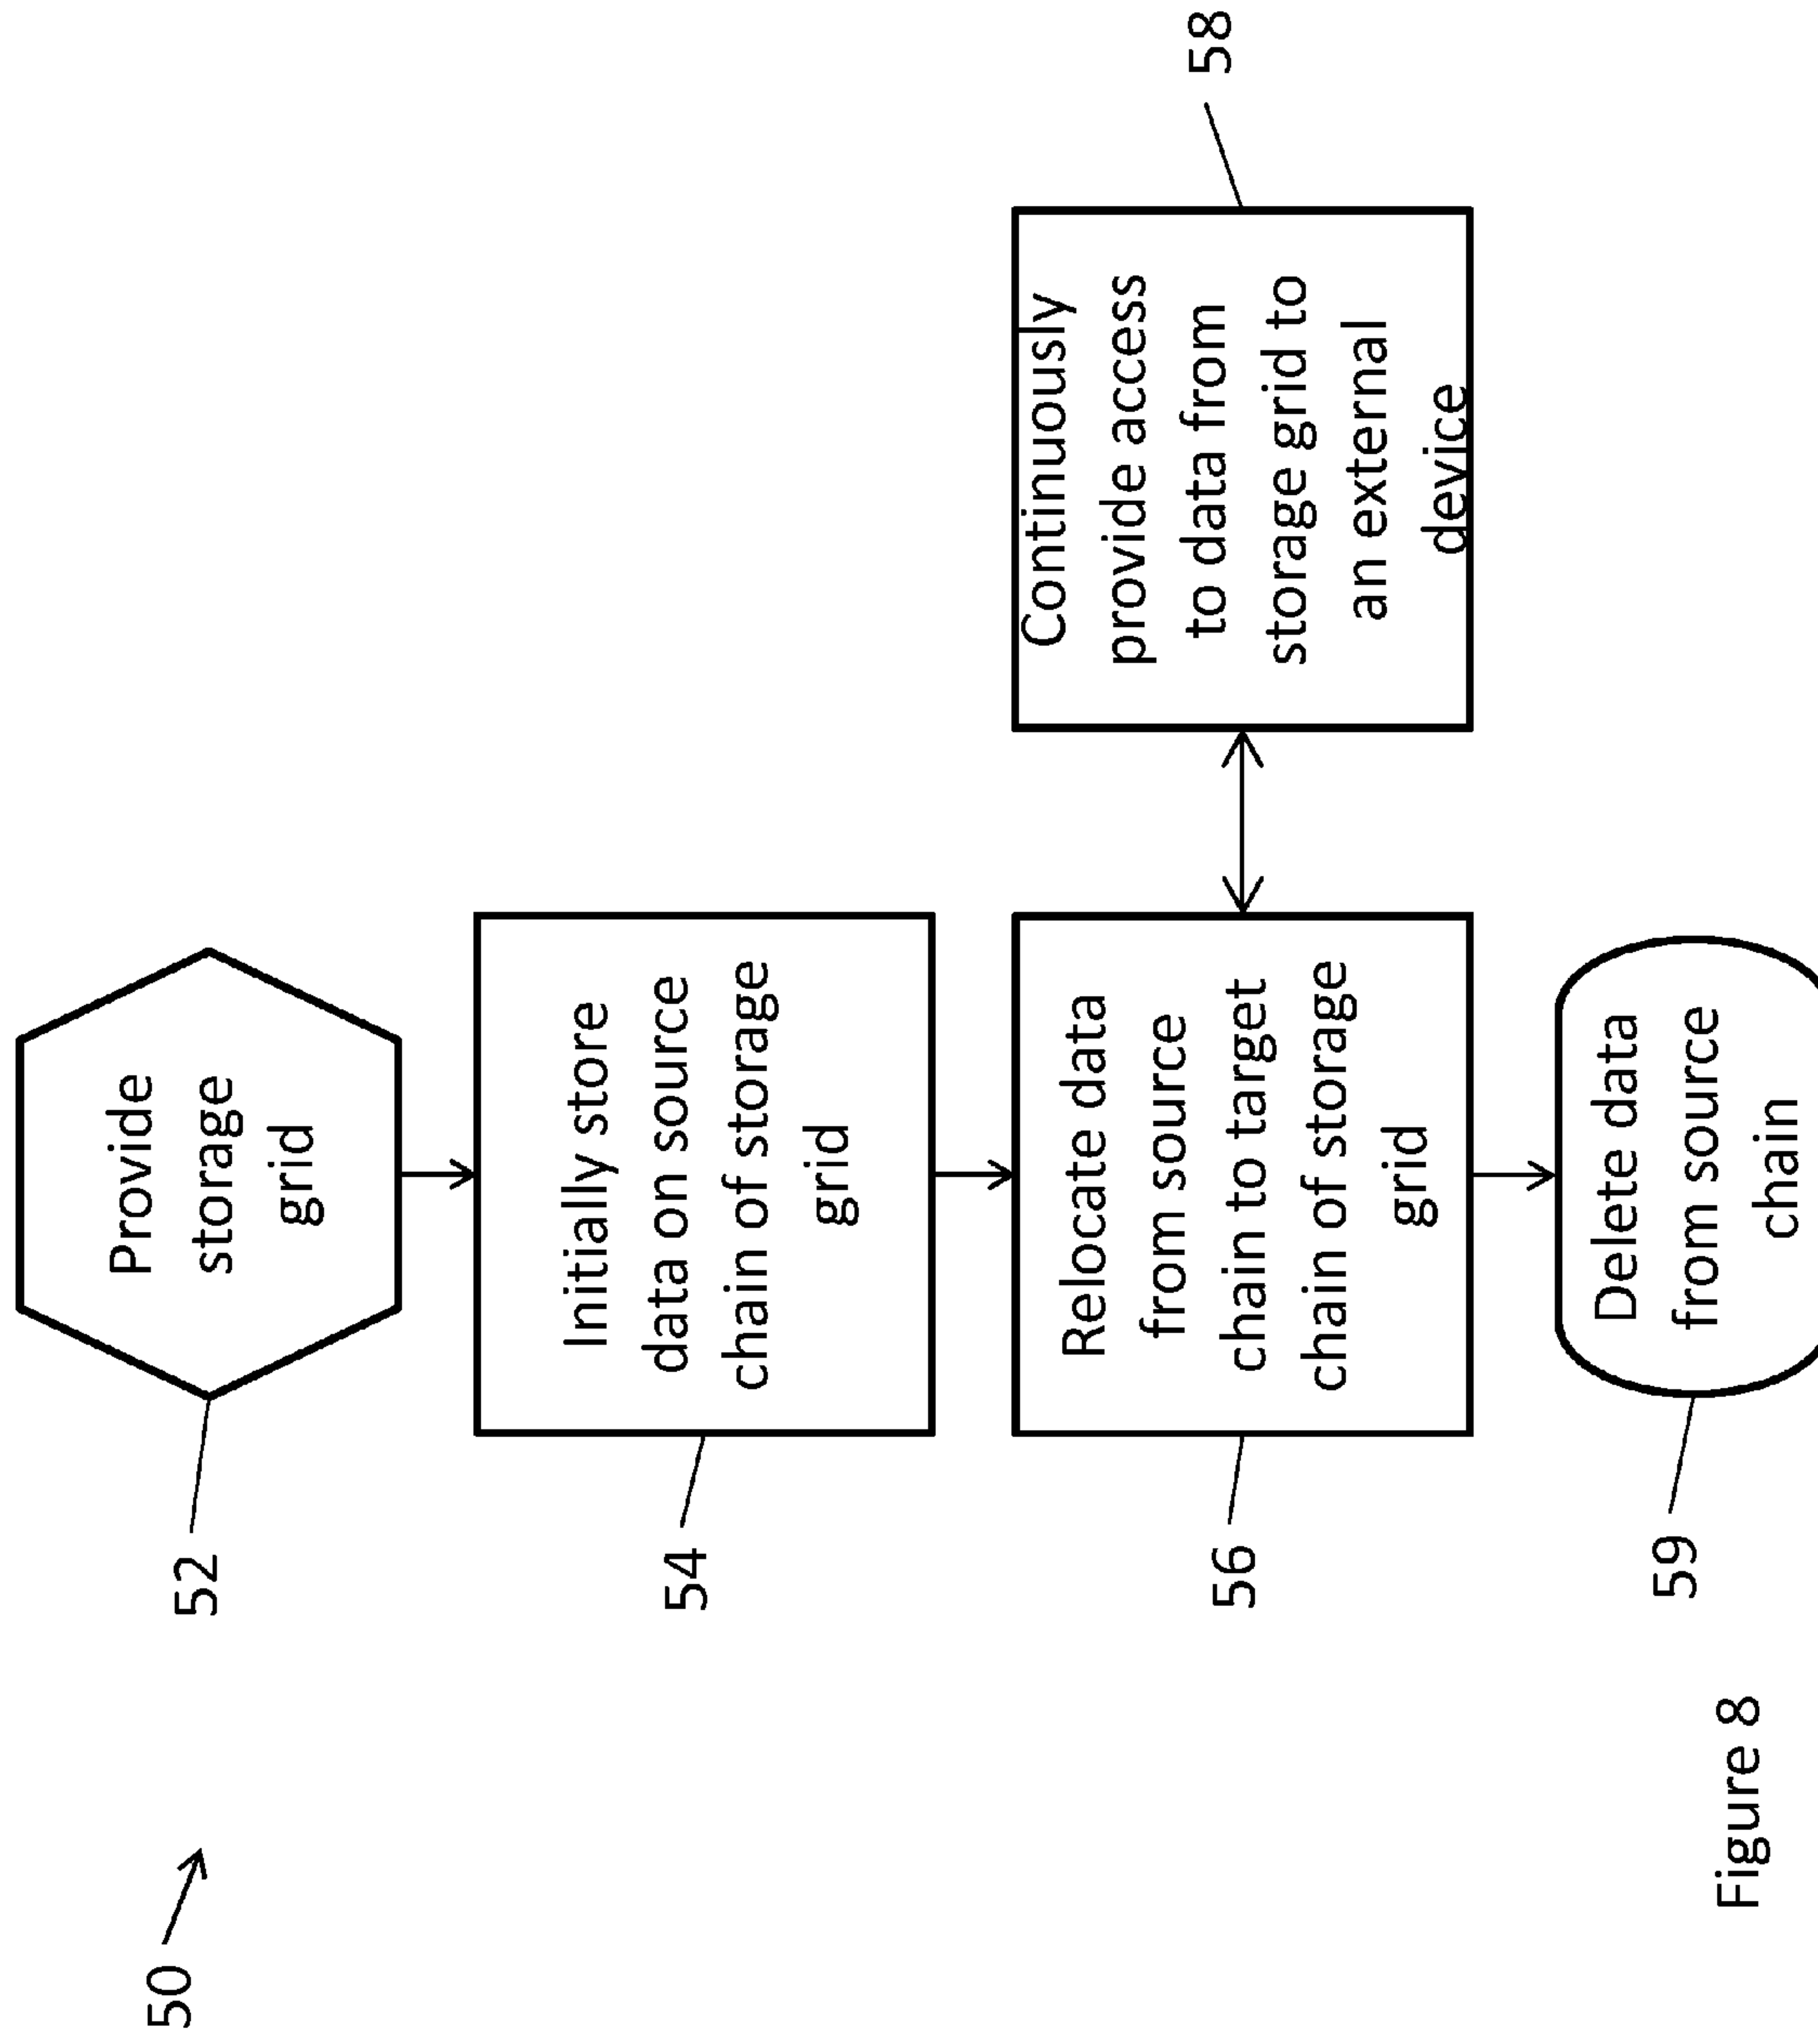 50
52
Provide
storage
grid
54
Initially store
data on source
chain of storage
grid
56
Relocate data
from source
chain to target
chain of storage
grid
58
Continuously
provide access
to data from
storage grid to
an external
device
59
Delete data
from source
chain
Figure 8